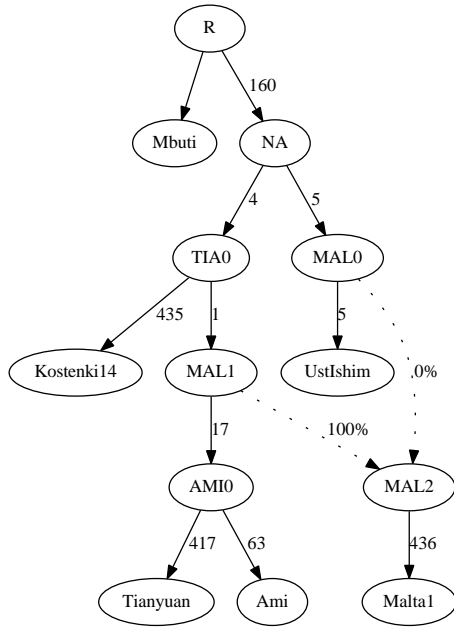 R
160
Mbuti
NA
4
5
TIA0
MAL0
435
1
5
Kostenki14
MAL1
UstIshim
0%
17
100%
AMI0
MAL2
417
63
436
Tianyuan
Ami
Malta1